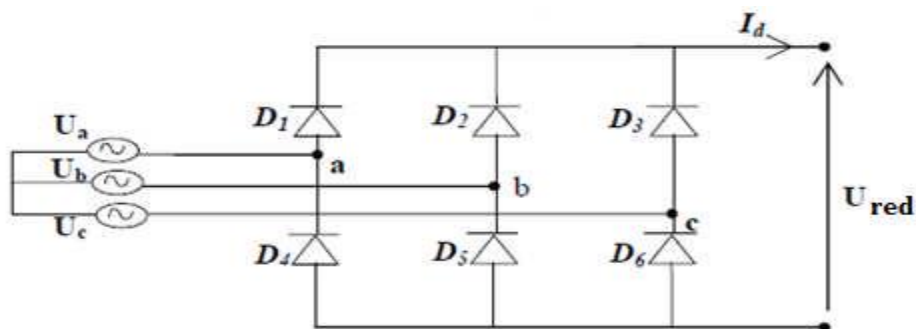 I_d
D_1 D_2 D_3
U_a
a
U_b
b
U_red
U_c
c
D_4 D_5 D_6